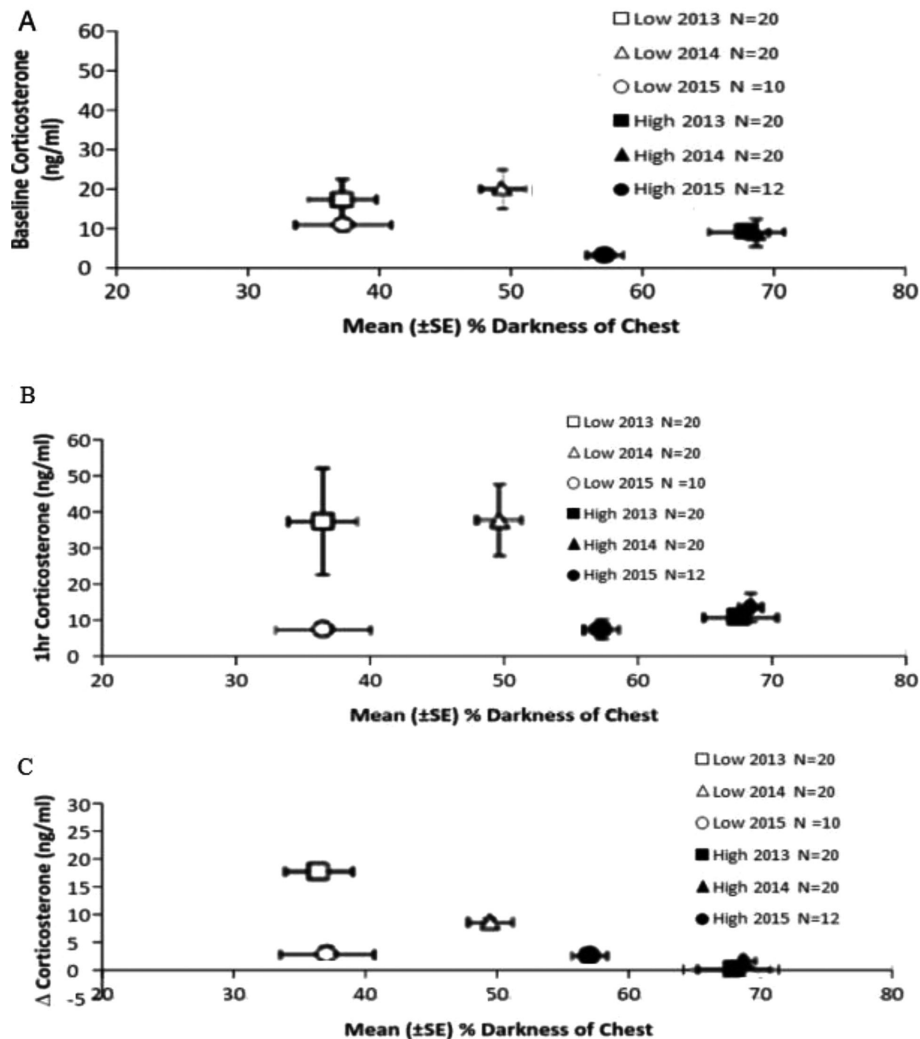 A
Baseline Corticosterone
(ng/ml)
60
50
40
30
20
10
0
20 30 40 50 60 70 80
Mean (±SE) % Darkness of Chest
Low 2013 N=20
Low 2014 N=20
Low 2015 N =10
High 2013 N=20
High 2014 N=20
High 2015 N=12
B
1hr Corticosterone (ng/ml)
60
50
40
30
20
10
0
20 30 40 50 60 70 80
Mean (±SE) % Darkness of Chest
Low 2013 N=20
Low 2014 N=20
Low 2015 N =10
High 2013 N=20
High 2014 N=20
High 2015 N=12
C
Δ Corticosterone (ng/ml)
30
25
20
15
10
5
0
-5
20 30 40 50 60 70 80
Mean (±SE) % Darkness of Chest
Low 2013 N=20
Low 2014 N=20
Low 2015 N =10
High 2013 N=20
High 2014 N=20
High 2015 N=12